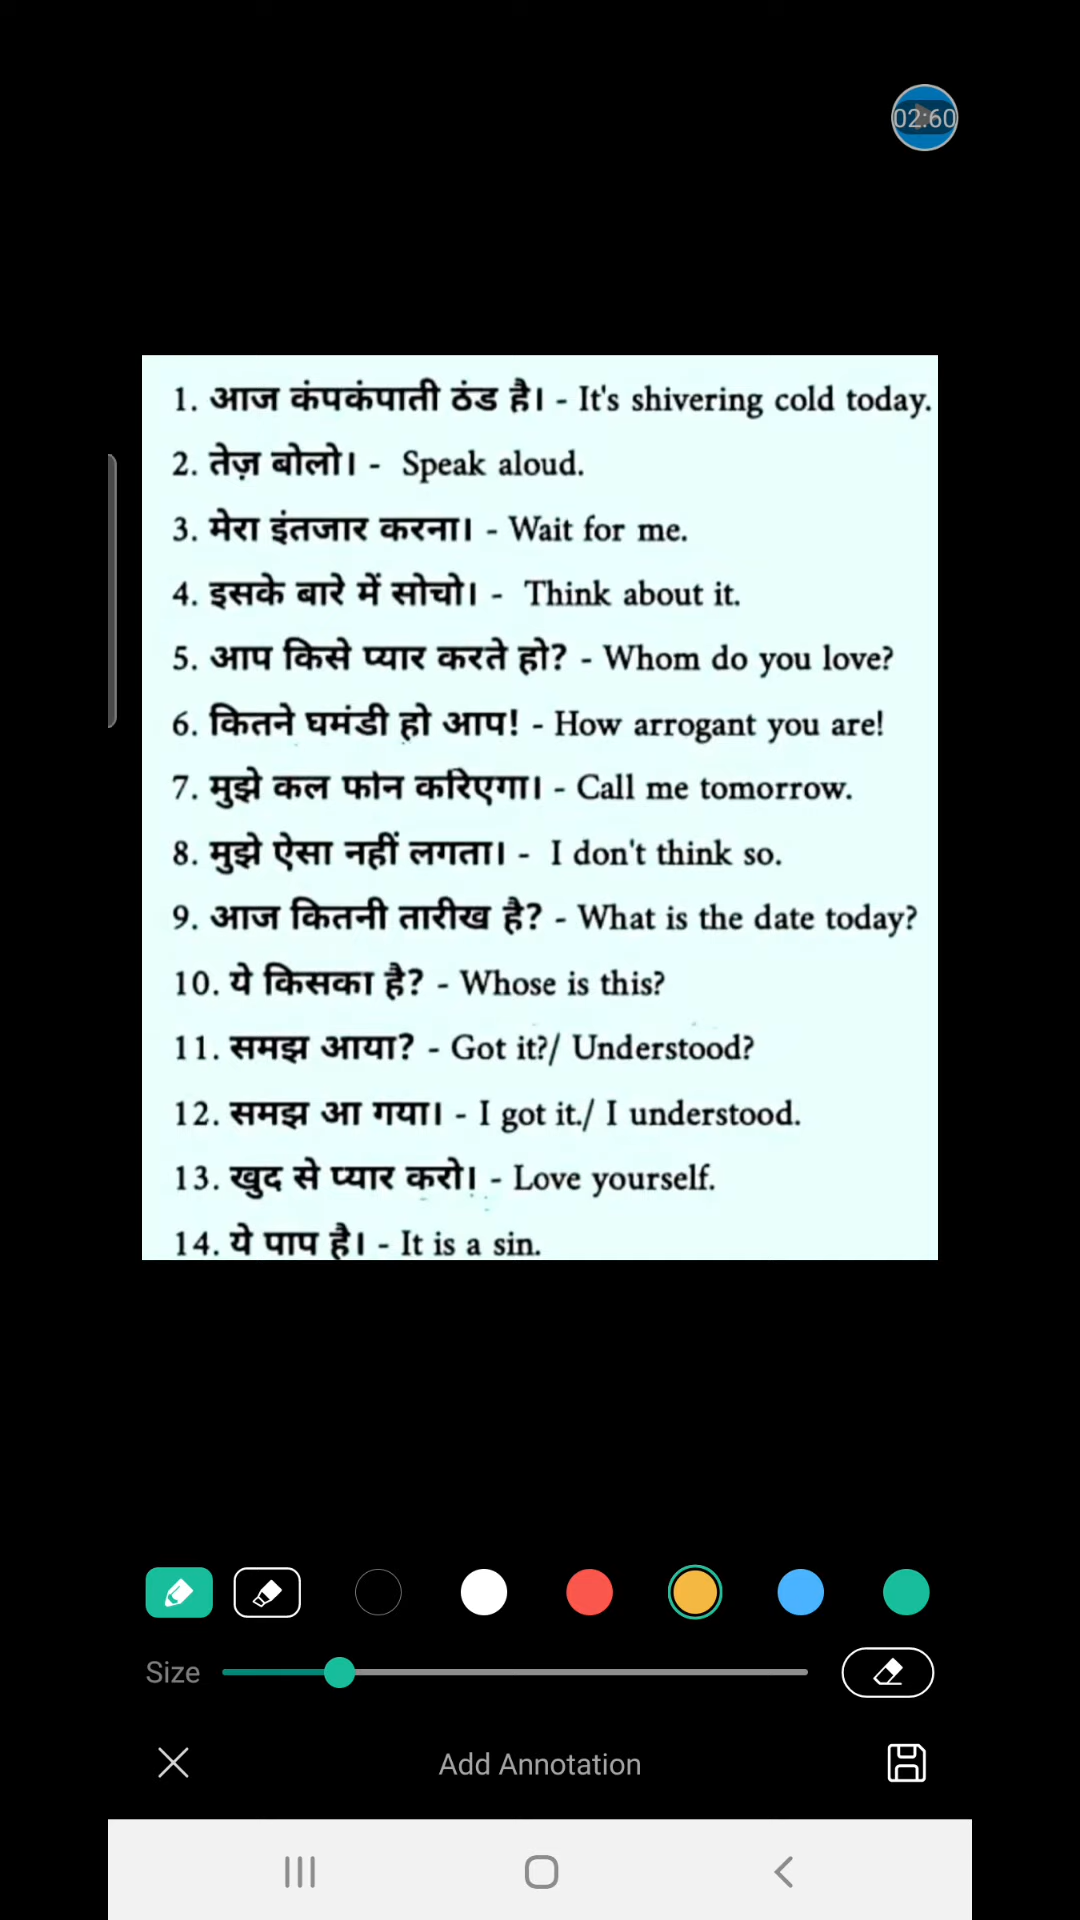 02:60
1. आज कंपकंपाती ठंड है। - It's shivering cold today.
2. तेज़ बोलो। - Speak aloud.
3. मेरा इंतजार करना। - Wait for me.
4. इसके बारे में सोचो। - Think about it.
5. आप किसे प्यार करते हो? - Whom do you love?
6. कितने घमंडी हो आप! - How arrogant you are!
7. मुझे कल फोन करिएगा। - Call me tomorrow.
8. मुझे ऐसा नहीं लगता। - I don't think so.
9. आज कितनी तारीख है? - What is the date today?
10. ये किसका है? - Whose is this?
11. समझ आया? - Got it?/ Understood?
12. समझ आ गया। - I got it./ I understood.
13. खुद से प्यार करो। - Love yourself.
14. ये पाप है। - It is a sin.
Size
Add Annotation